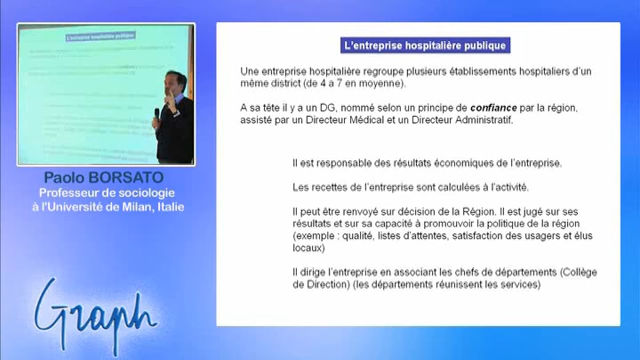 L'entreprise hospitalière publique
Paolo BORSATO
Professeur de sociologie
à l'Université de Milan, Italie
Graph
L'entreprise hospitalière publique
Une entreprise hospitalière regroupe plusieurs établissements hospitaliers d'un
même district (de 4 a 7 en moyenne).
A sa tête il y a un DG, nommé selon un principe de confiance par la région,
assisté par un Directeur Médical et un Directeur Administratif.
Il est responsable des résultats économiques de l'entreprise.
Les recettes de l'entreprise sont calculées à l'activité.
Il peut être renvoyé sur décision de la Région. Il est jugé sur ses
résultats et sur sa capacité à promouvoir la politique de la région
(exemple : qualité, listes d'attentes, satisfaction des usagers et élus
locaux)
Il dirige l'entreprise en associant les chefs de départements (Collège
de Direction) (les départements réunissent les services)